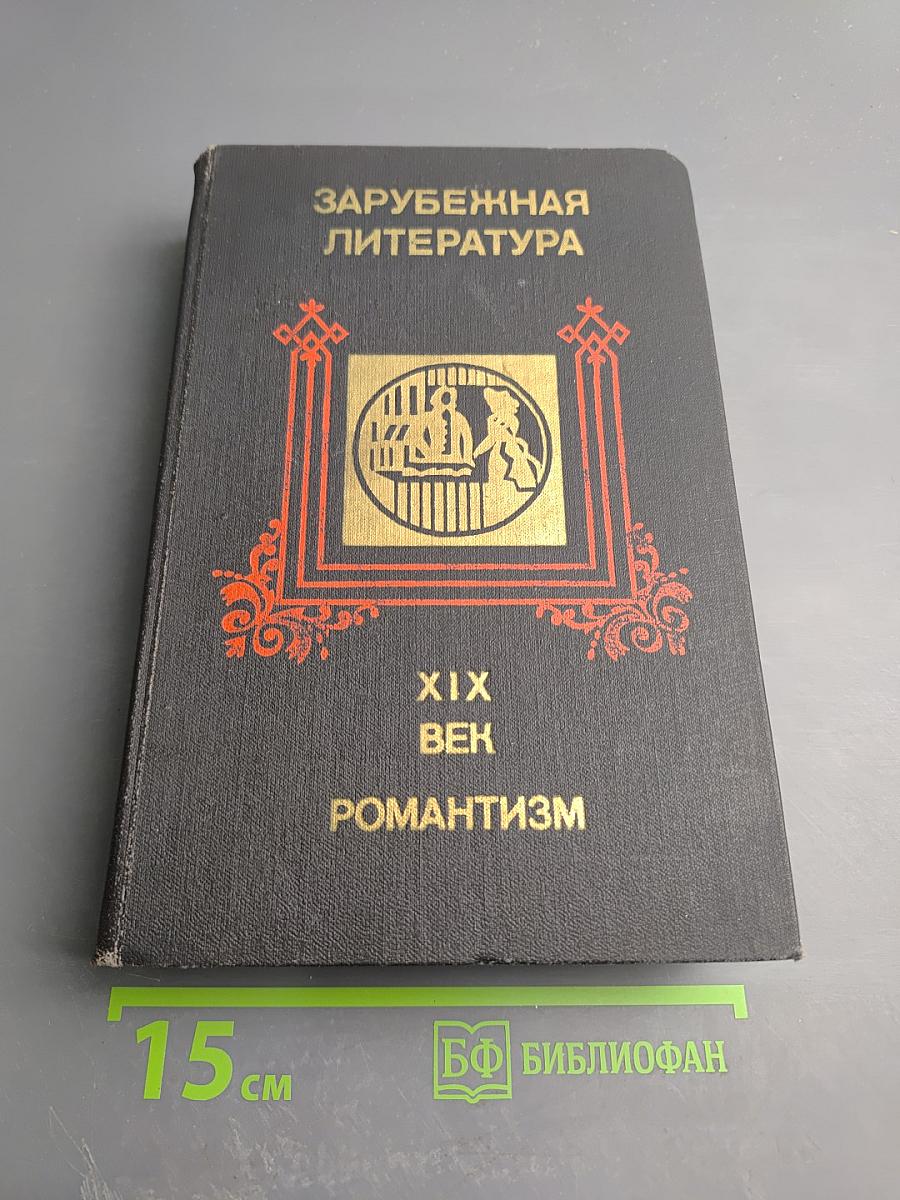 ЗАРУБЕЖНАЯ
ЛИТЕРАТУРА
XIX
ВЕК
РОМАНТИЗМ
15 см
БФ БИБЛИОФАН